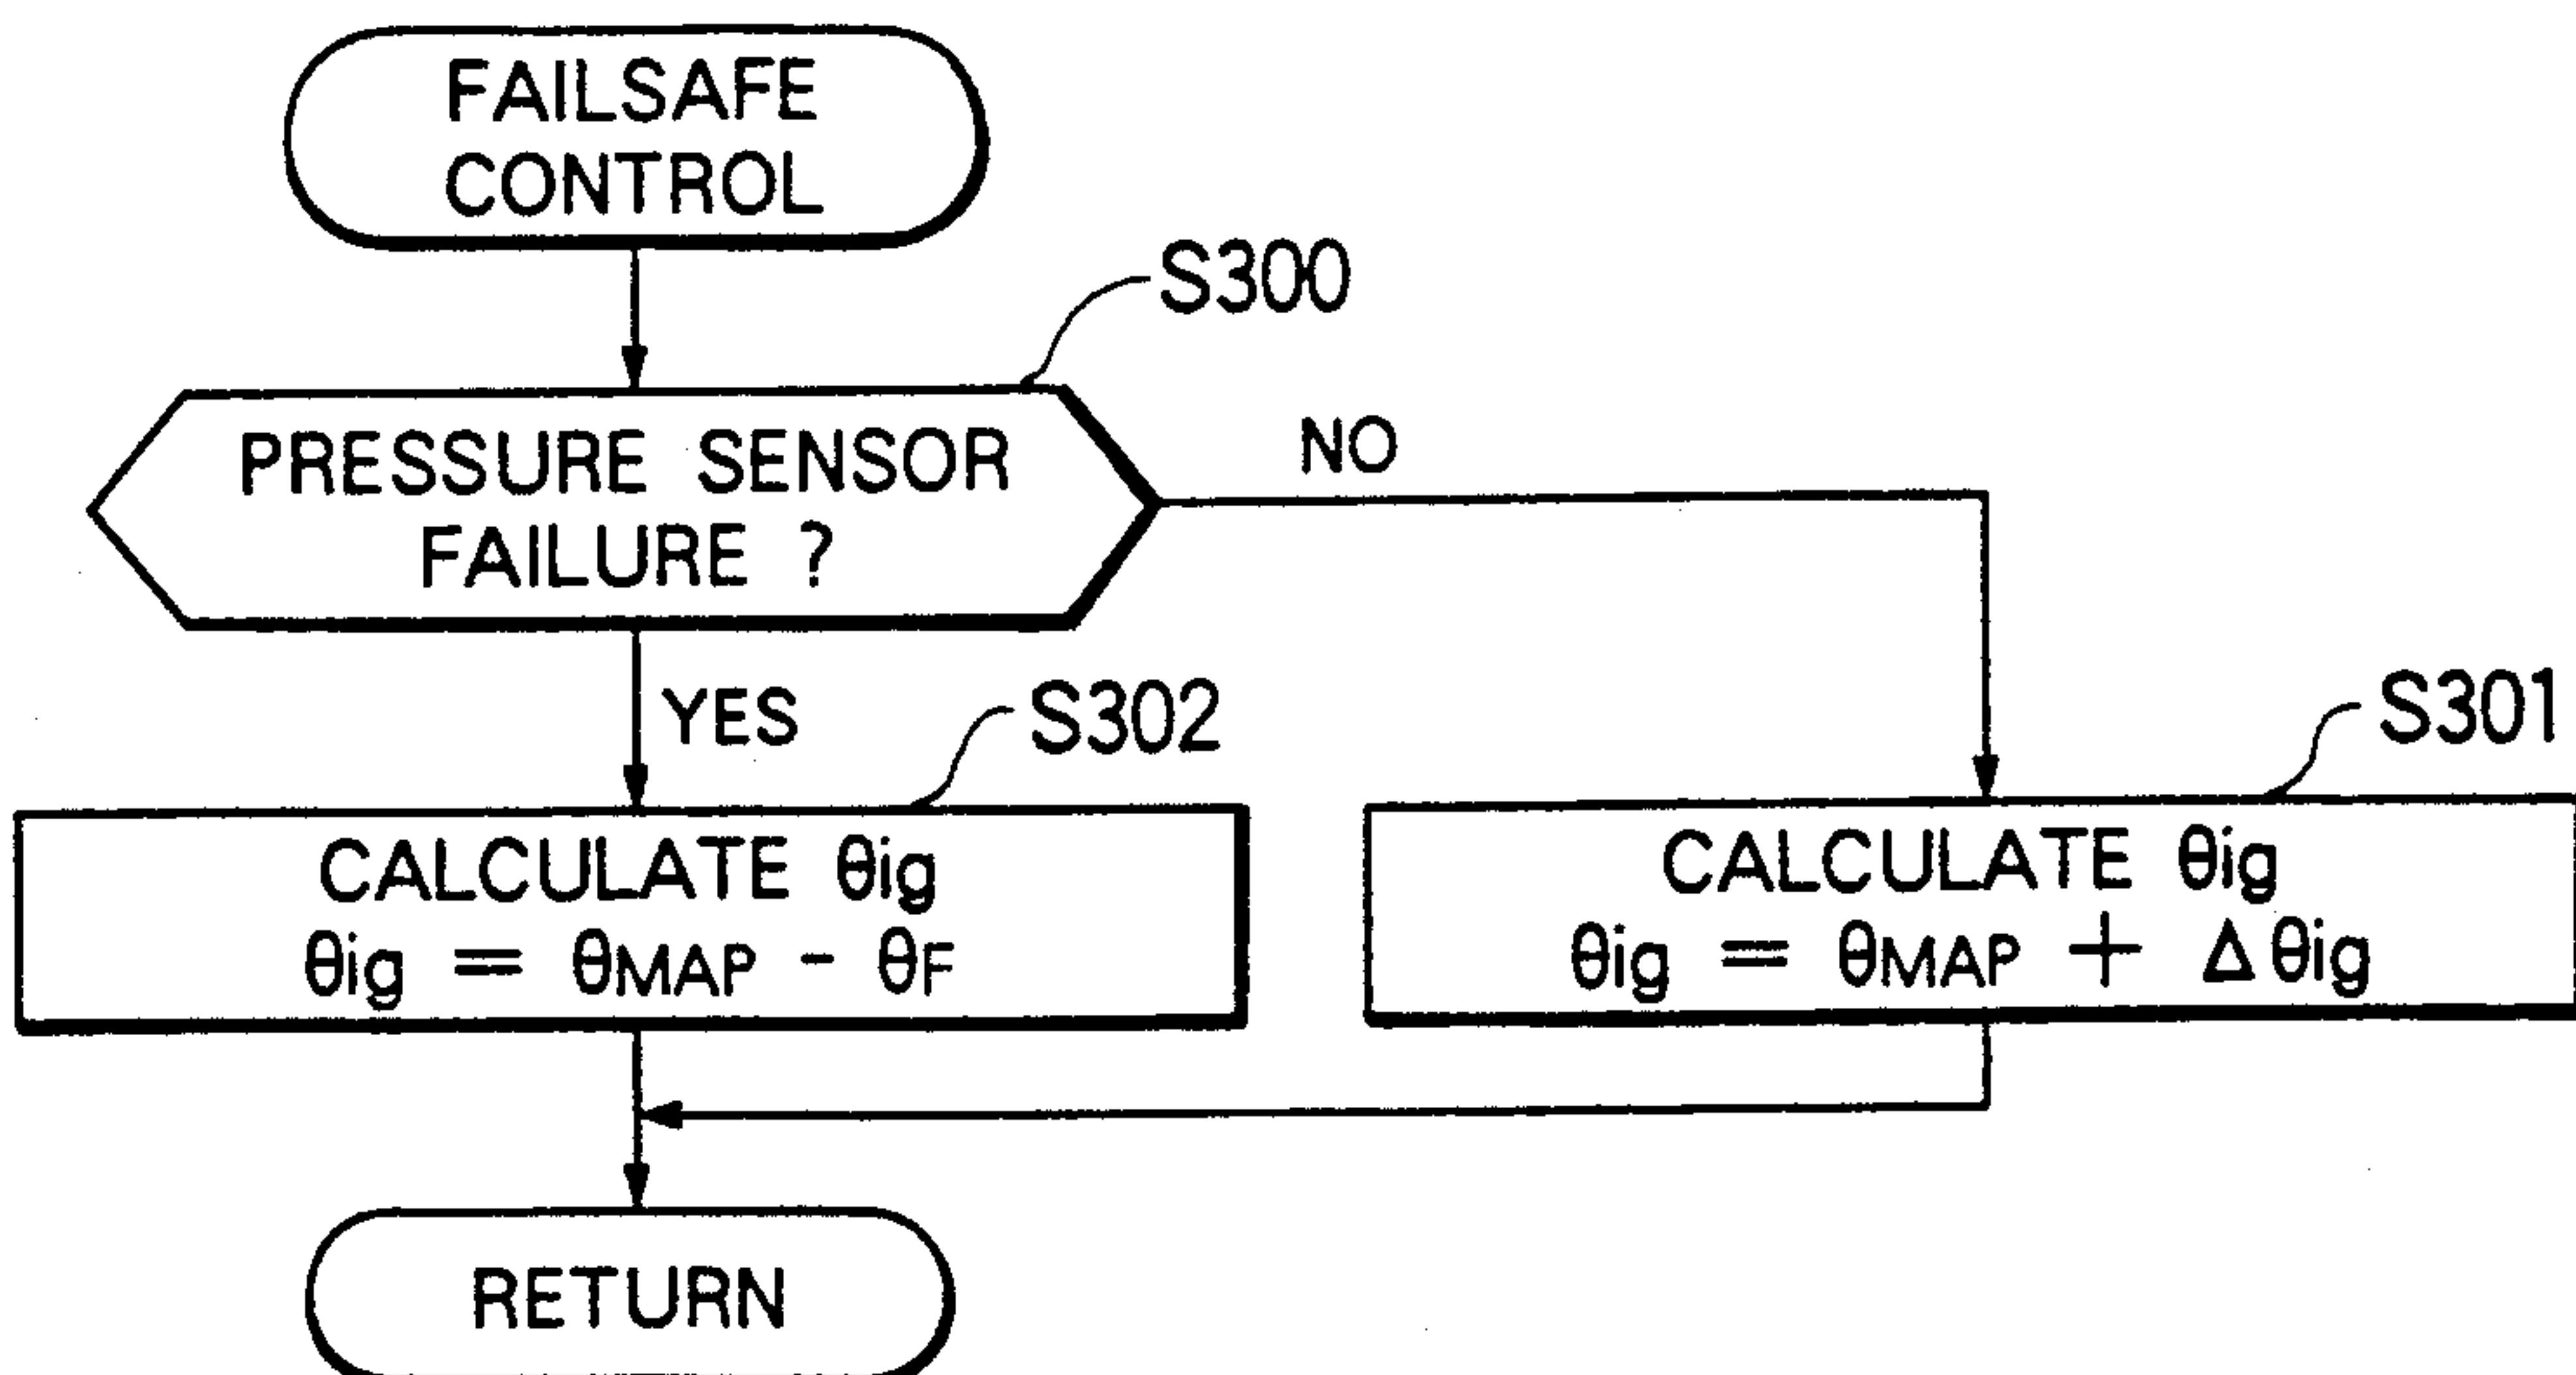 FAILSAFE
CONTROL
S300
PRESSURE SENSOR
FAILURE ?
NO
YES
S302
S301
CALCULATE θig
θig = θMAP - θF
CALCULATE θig
θig = θMAP + Δθig
RETURN